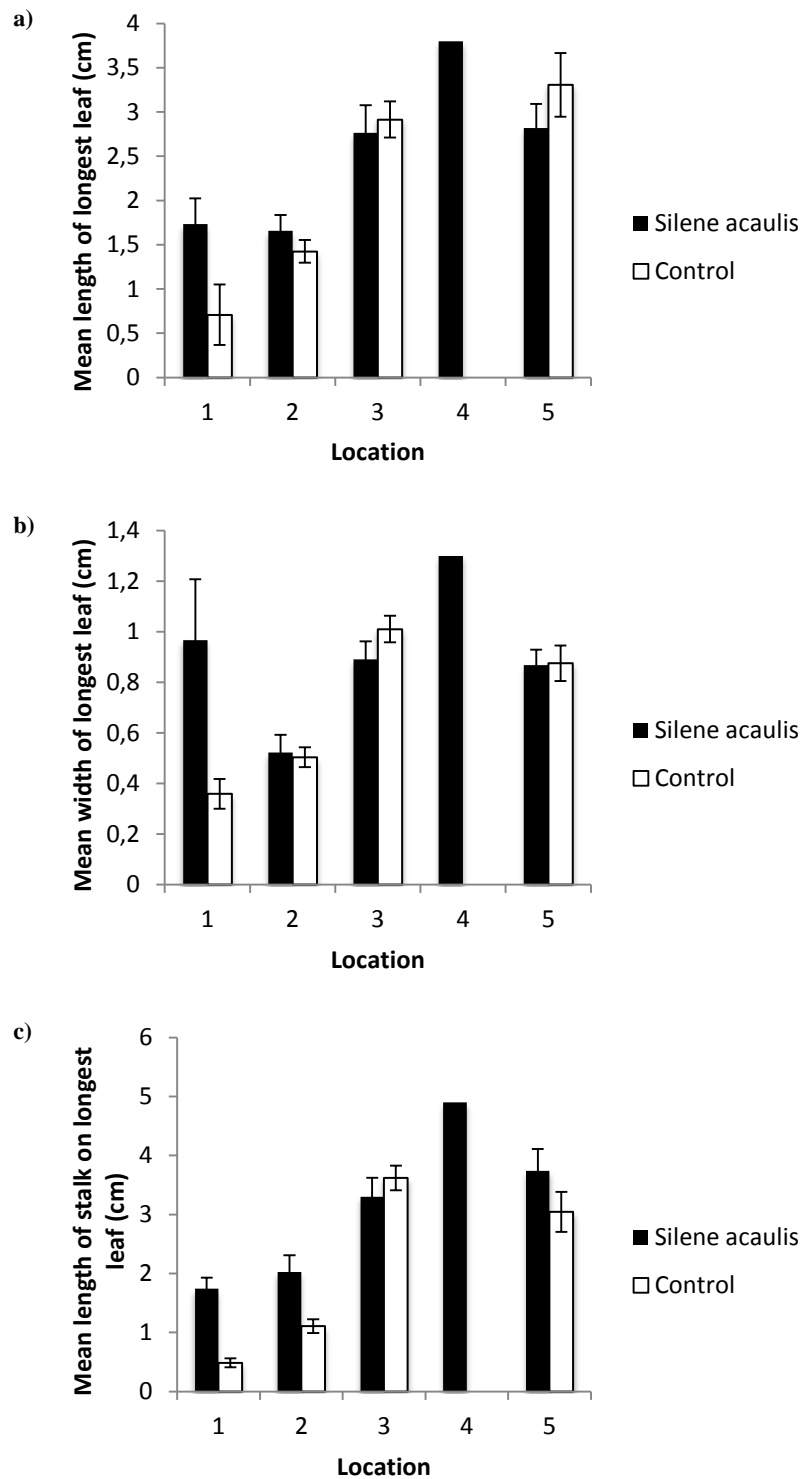 a)
Mean length of longest leaf (cm)
4
3,5
3
2,5
2
1,5
1
0,5
0
1 2 3 4 5
Location
Silene acaulis
Control
b)
Mean width of longest leaf (cm)
1,4
1,2
1
0,8
0,6
0,4
0,2
0
1 2 3 4 5
Location
Silene acaulis
Control
c)
Mean length of stalk on longest
leaf (cm)
6
5
4
3
2
1
0
1 2 3 4 5
Location
Silene acaulis
Control